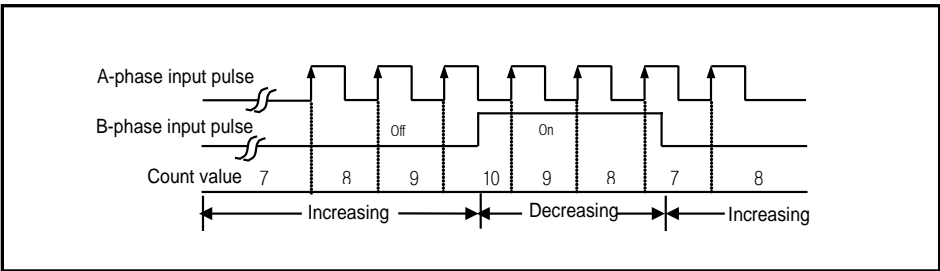 A-phase input pulse
B-phase input pulse
Off
On
Count value 7 8 9 10 9 8 7 8
Increasing Decreasing Increasing